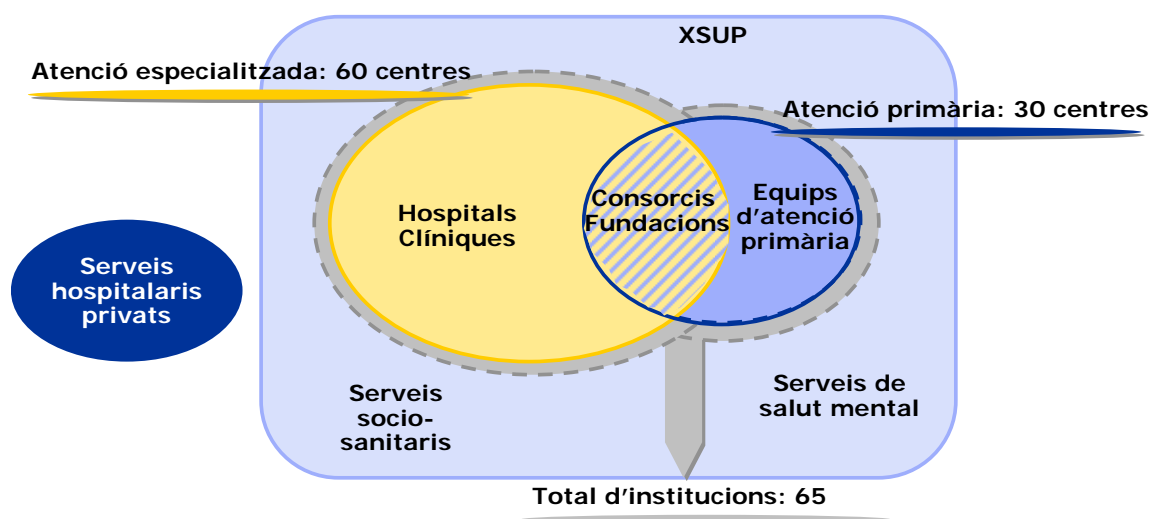 XSUP
Atenció especialitzada: 60 centres
Atenció primària: 30 centres
Hospitals
Clíniques
Consorcis
Fundacions
Equips
d’atenció
primària
Serveis
hospitalaris
privats
Serveis
socio-
sanitaris
Serveis de
salut mental
Total d’institucions: 65